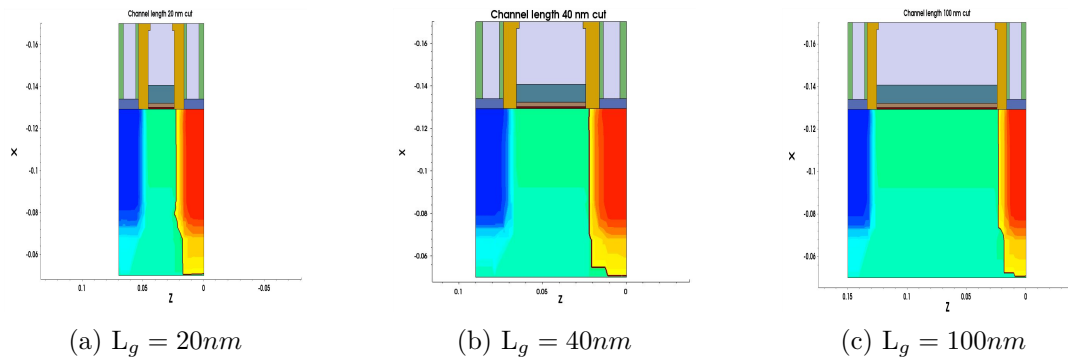 Channel length 20 nm cut
-0.16
-0.14
-0.12
-0.1
-0.08
-0.06
X
0.1
0.05
0
-0.05
Z
(a) L_g = 20nm
Channel length 40 nm cut
-0.16
-0.14
-0.12
-0.1
-0.08
-0.06
X
0.1
0.05
0
Z
(b) L_g = 40nm
Channel length 100 nm cut
-0.16
-0.14
-0.12
-0.1
-0.08
-0.06
X
0.15
0.1
0.05
0
Z
(c) L_g = 100nm